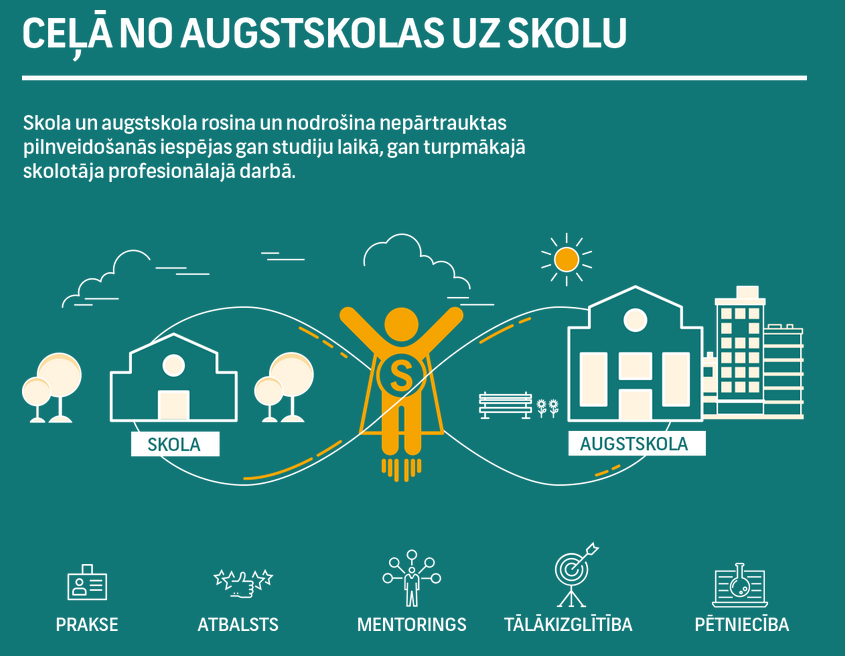 CEĻĀ NO AUGSTSKOLAS UZ SKOLU
Skola un augstskola rosina un nodrošina nepārtrauktas
pilnveidošanās iespējas gan studiju laikā, gan turpmākajā
skolotāja profesionālajā darbā.
S
SKOLA
AUGSTSKOLA
PRAKSE
ATBALSTS
MENTORINGS
TĀLĀKIZGLĪTĪBA
PĒTNIECĪBA